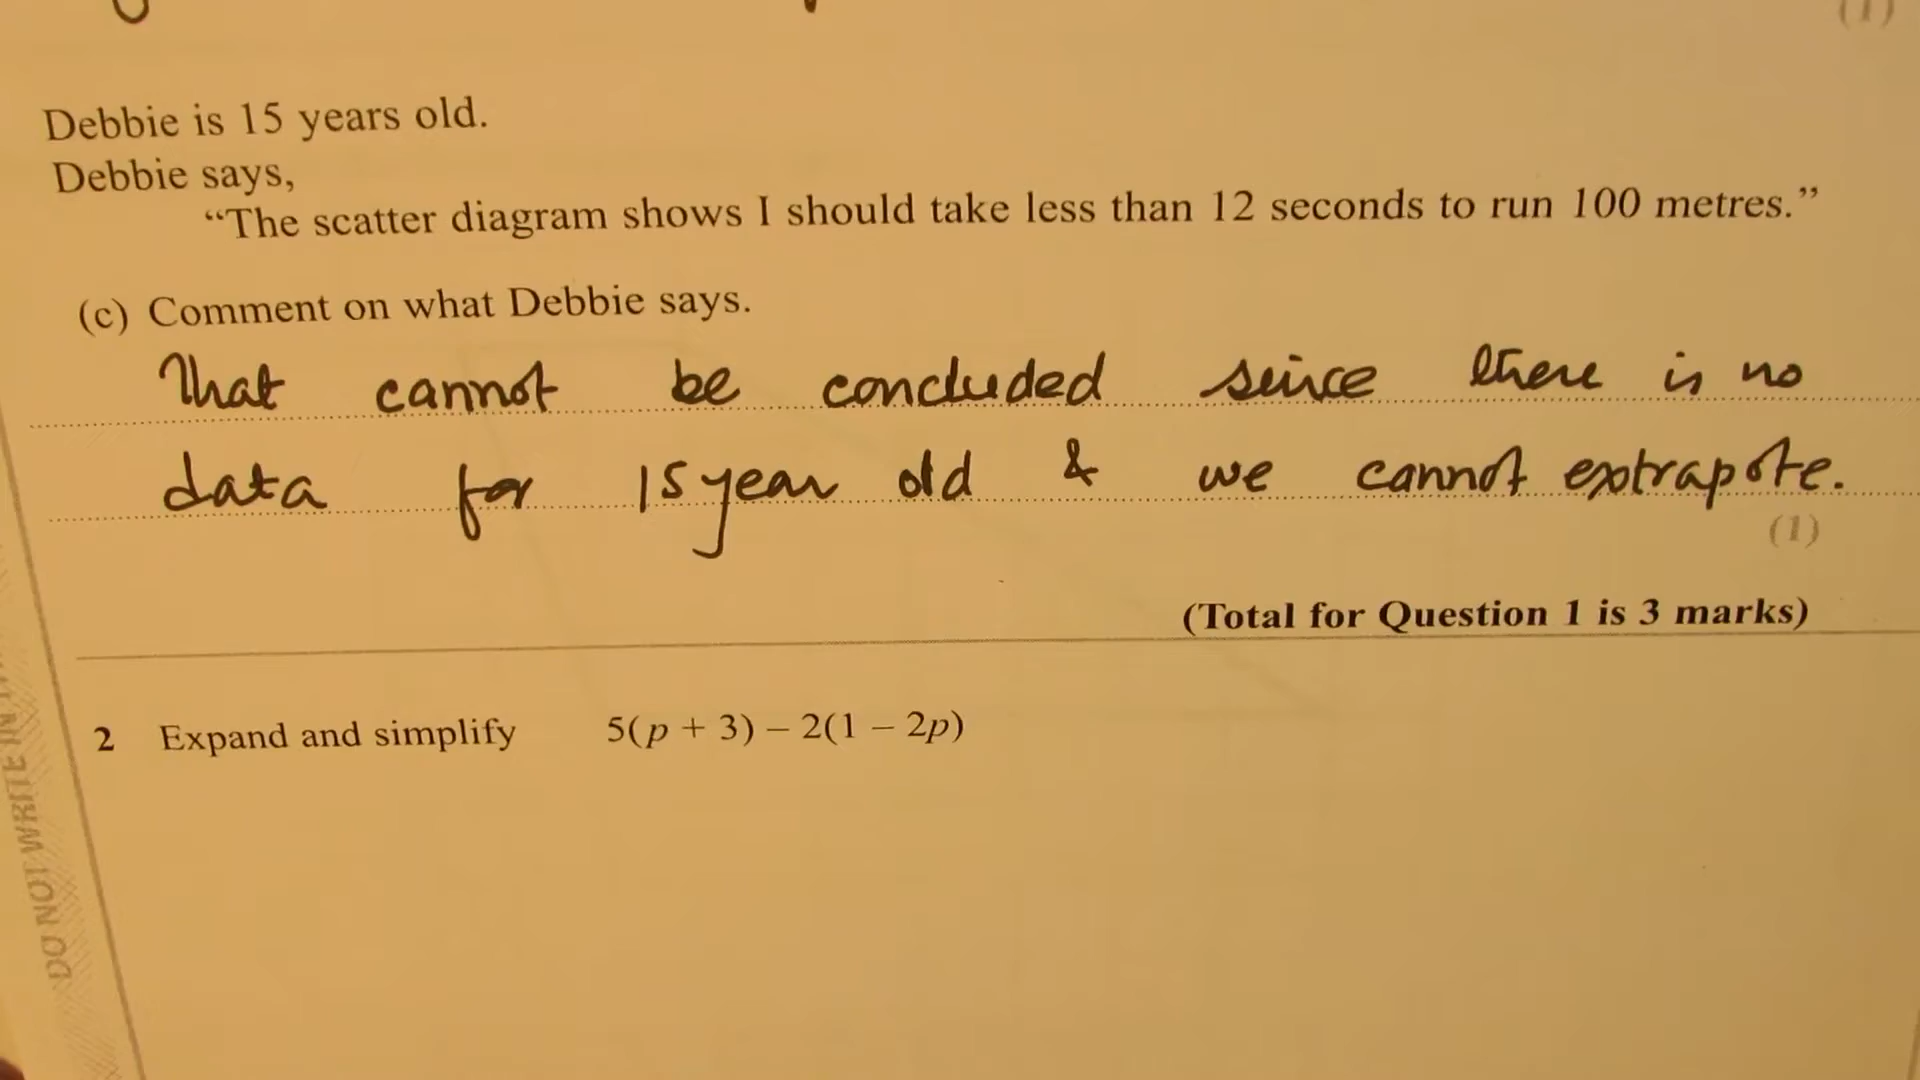 (1)
Debbie is 15 years old.
Debbie says,
“The scatter diagram shows I should take less than 12 seconds to run 100 metres.”
(c) Comment on what Debbie says.
That cannot be concluded since there is no
data for 15 year old & we cannot extrapote.
(1)
(Total for Question 1 is 3 marks)
2 Expand and simplify 5(p + 3) – 2(1 – 2p)
DO NOT WRITE IN